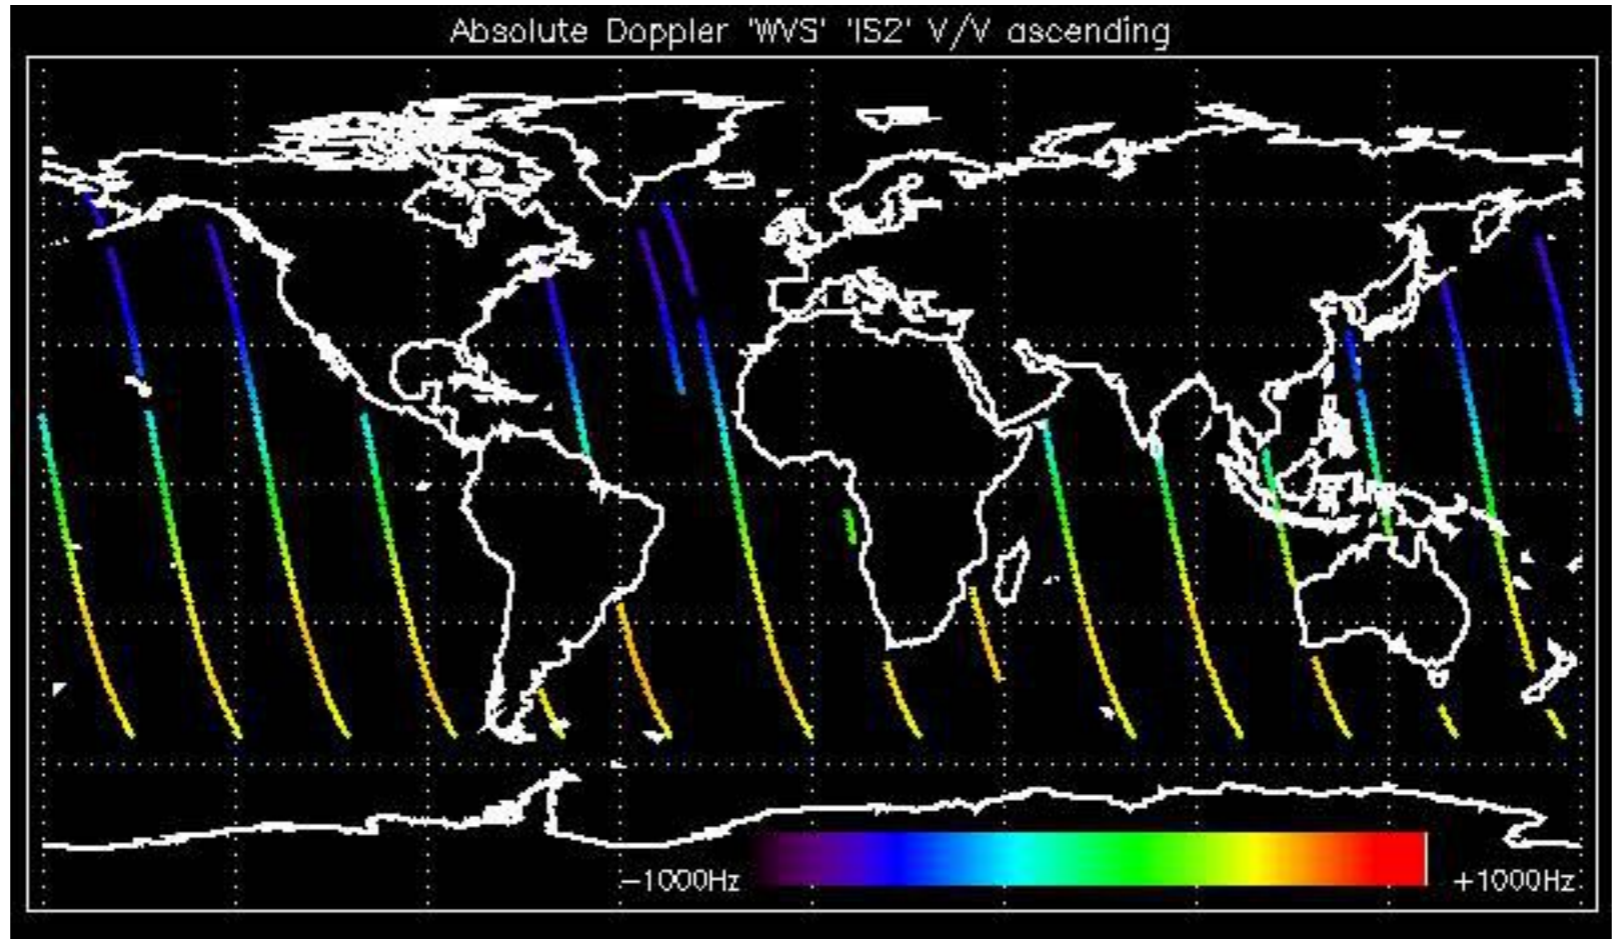 Absolute Doppler 'WVS' 'IS2' V/V ascending
-1000Hz +1000Hz